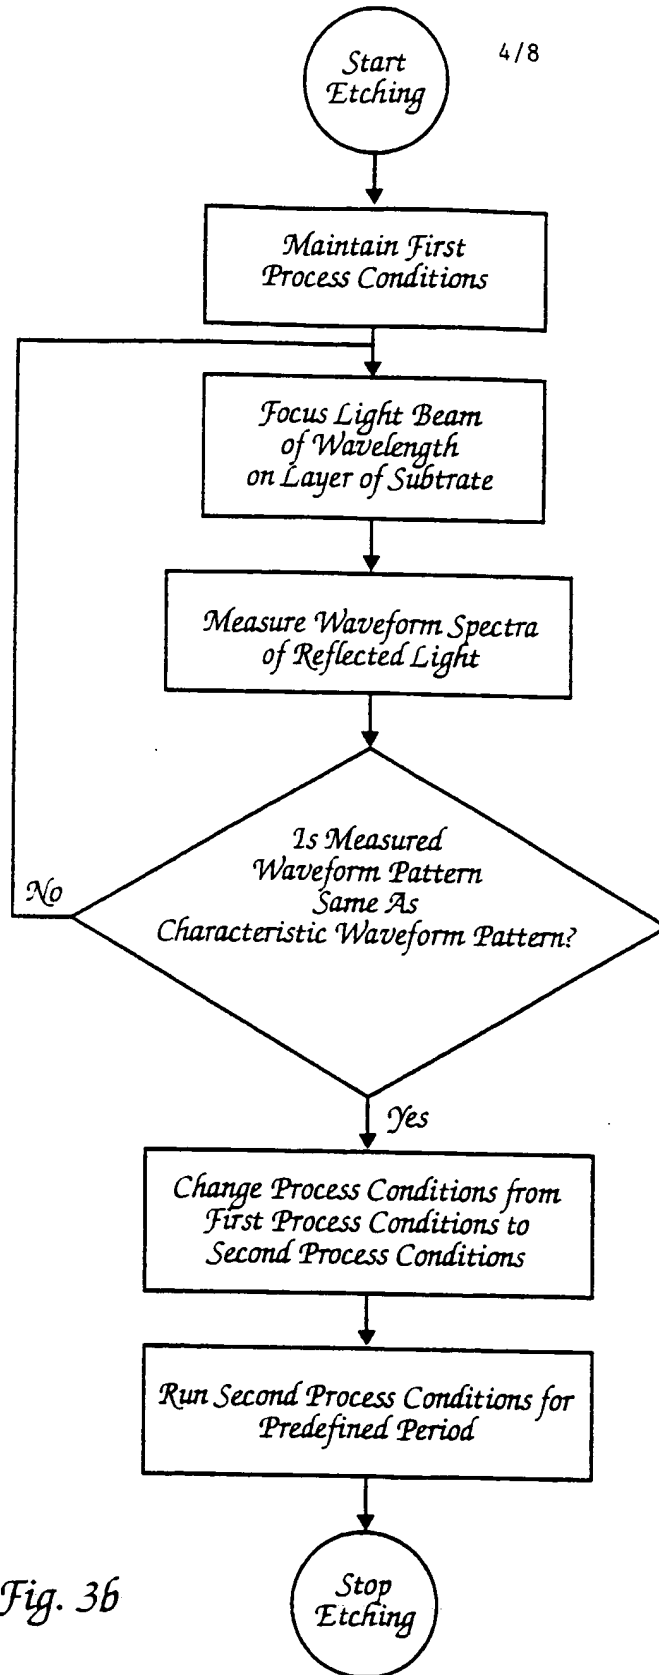 4/8
Start
Etching
Maintain First
Process Conditions
Focus Light Beam
of Wavelength
on Layer of Subtrate
Measure Waveform Spectra
of Reflected Light
Is Measured
Waveform Pattern
Same As
Characteristic Waveform Pattern?
No
Yes
Change Process Conditions from
First Process Conditions to
Second Process Conditions
Run Second Process Conditions for
Predefined Period
Stop
Etching
Fig. 3b